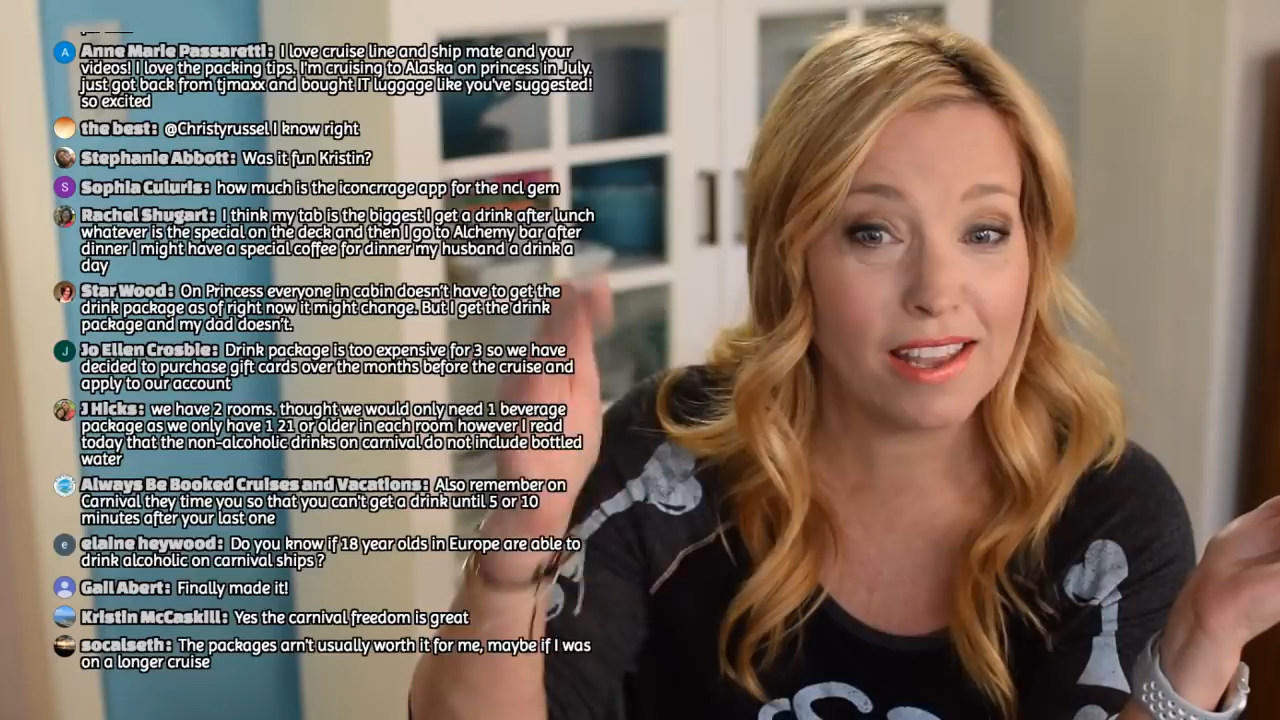 Anne Marie Passaretti: I love cruise line and ship mate and your
videos! I love the packing tips. I'm cruising to Alaska on princess in July.
just got back from tjmaxx and bought IT luggage like you've suggested!
so excited
the best: @Christyrussel I know right
Stephanie Abbott: Was it fun Kristin?
S
Sophia Culuris: how much is the iconcrrage app for the ncl gem
Rachel Shugart: I think my tab is the biggest I get a drink after lunch
whatever is the special on the deck and then I go to Alchemy bar after
dinner I might have a special coffee for dinner my husband a drink a
day
Star Wood: On Princess everyone in cabin doesn't have to get the
drink package as of right now it might change. But I get the drink
package and my dad doesn't.
J
Jo Ellen Crosbie: Drink package is too expensive for 3 so we have
decided to purchase gift cards over the months before the cruise and
apply to our account
J Hicks: we have 2 rooms. thought we would only need 1 beverage
package as we only have 1 21 or older in each room however I read
today that the non-alcoholic drinks on carnival do not include bottled
water
Always Be Booked Cruises and Vacations: Also remember on
Carnival they time you so that you can't get a drink until 5 or 10
minutes after your last one
e
elaine heywood: Do you know if 18 year olds in Europe are able to
drink alcoholic on carnival ships ?
Gail Abert: Finally made it!
Kristin McCaskill: Yes the carnival freedom is great
socalseth: The packages arn't usually worth it for me, maybe if I was
on a longer cruise